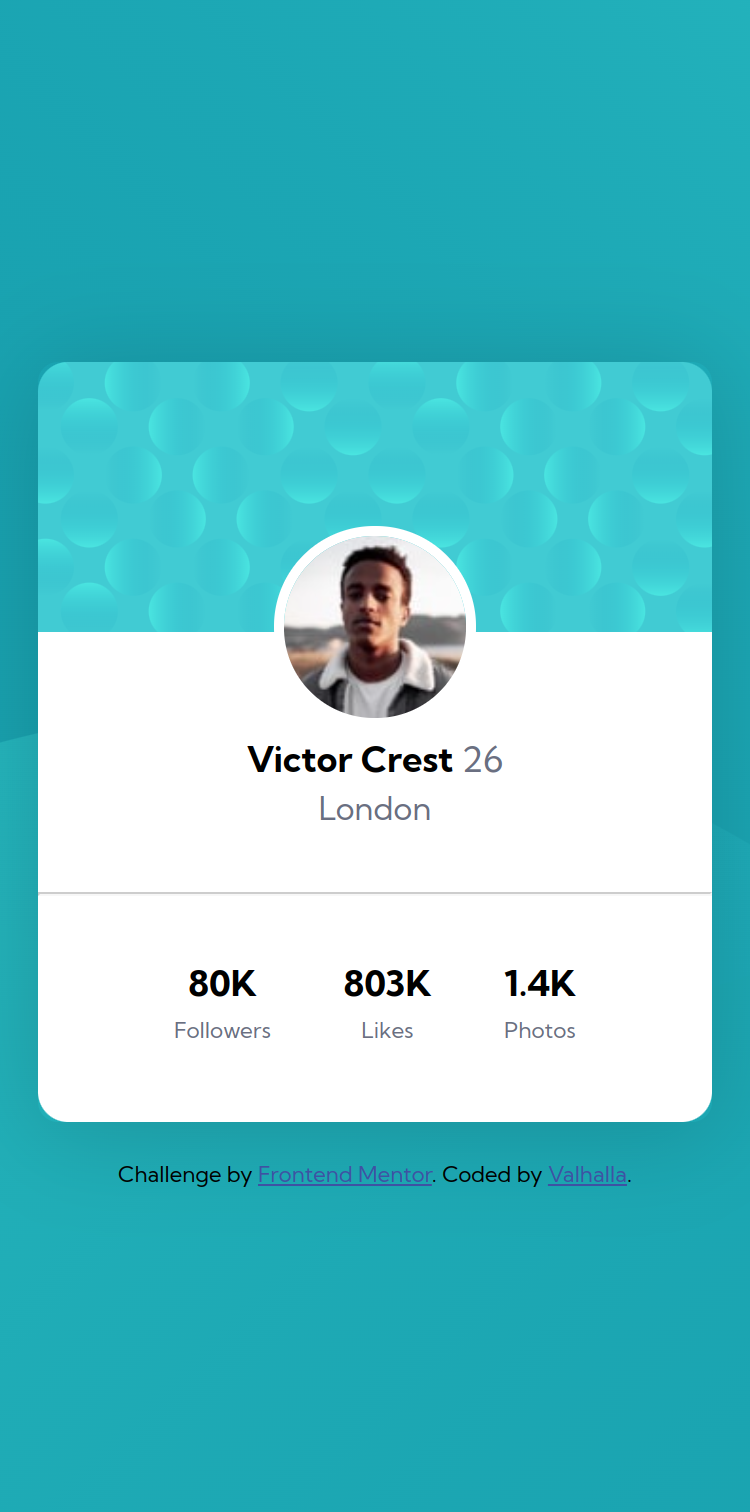 Victor Crest 26
London
80K 803K 1.4K
Followers Likes Photos
Challenge by Frontend Mentor. Coded by Valhalla.